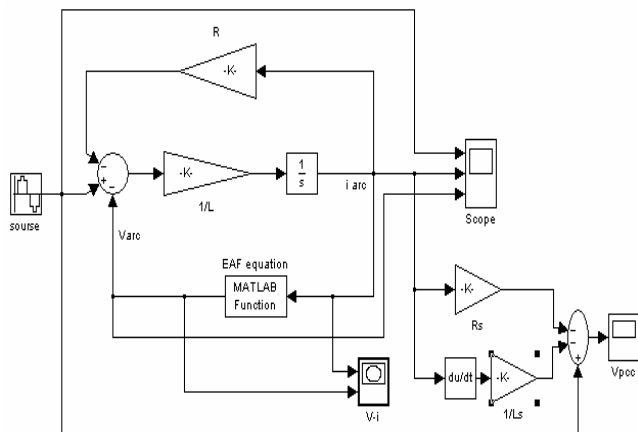 R
-K-
-K-
1/L
1
s
i arc
sourse
Varc
Scope
EAF equation
MATLAB
Function
-K-
Rs
du/dt
-K-
1/Ls
Vpcc
V-i